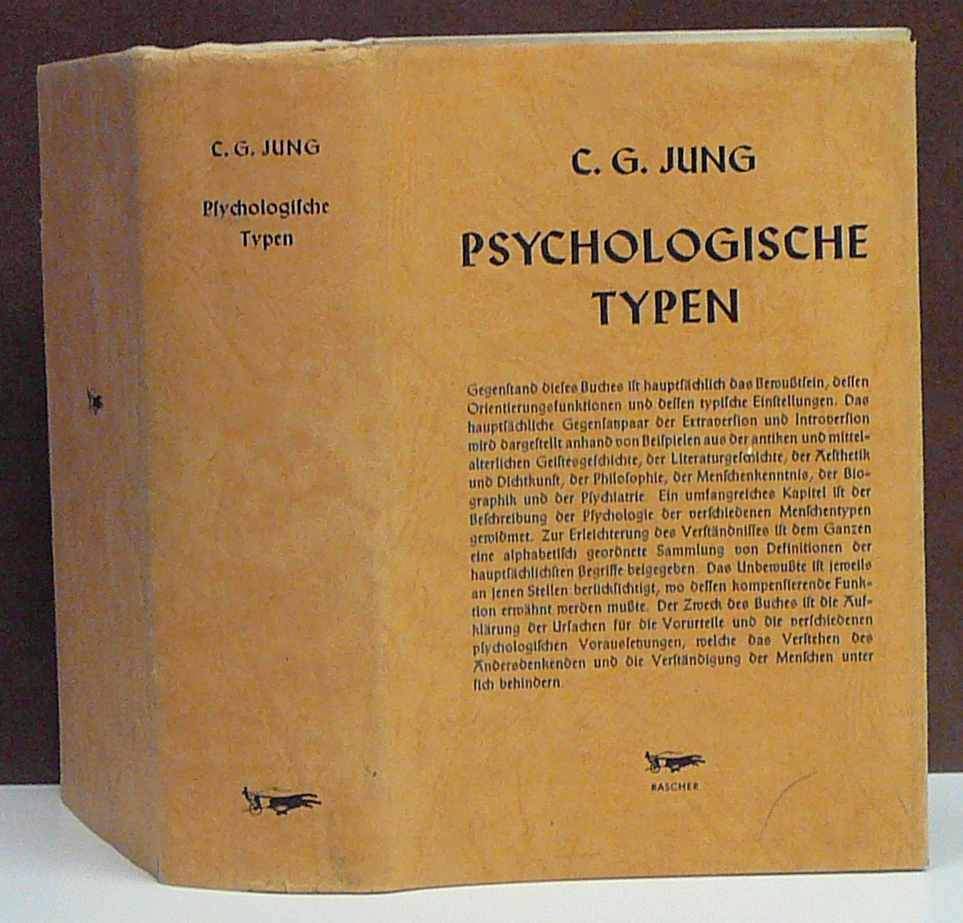 C. G. JUNG
Pſychologiſche
Typen
C. G. JUNG
PSYCHOLOGISCHE
TYPEN
Gegenſtand dieſes Buches iſt hauptſächlich das Bewußtſein, deſſen
Orientierungsfunktionen und deſſen typiſche Einſtellungen. Das
hauptſächliche Gegenſatzpaar der Extraverſion und Introverſion
wird dargeſtellt anhand von Beiſpielen aus der antiken und mittel-
alterlichen Geiſtesgeſchichte, der Literaturgeſchichte, der Aeſthetik
und Dichtkunſt, der Philoſophie, der Menſchenkenntnis, der Bio-
graphik und der Pſychiatrie. Ein umfangreiches Kapitel iſt der
Beſchreibung der Pſychologie der verſchiedenen Menſchentypen
gewidmet. Zur Erleichterung des Verſtändniſſes iſt dem Ganzen
eine alphabetiſch geordnete Sammlung von Definitionen der
hauptſächlichſten Begriffe beigegeben. Das Unbewußte iſt jeweils
an jenen Stellen berückſichtigt, wo deſſen kompenſierende Funk-
tion erwähnt werden mußte. Der Zweck des Buches iſt die Auf-
klärung der Urſachen für die Vorurteile und die verſchiedenen
pſychologiſchen Vorausſetzungen, welche das Verſtehen des
Andersdenkenden und die Verſtändigung der Menſchen unter
ſich behindern.
RASCHER